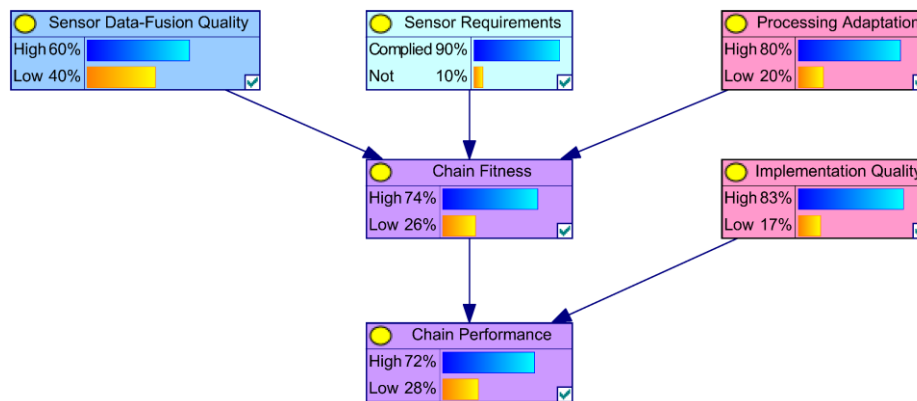 Sensor Data-Fusion Quality
High 60%
Low 40%
Sensor Requirements
Complied 90%
Not 10%
Processing Adaptation
High 80%
Low 20%
Chain Fitness
High 74%
Low 26%
Implementation Quality
High 83%
Low 17%
Chain Performance
High 72%
Low 28%